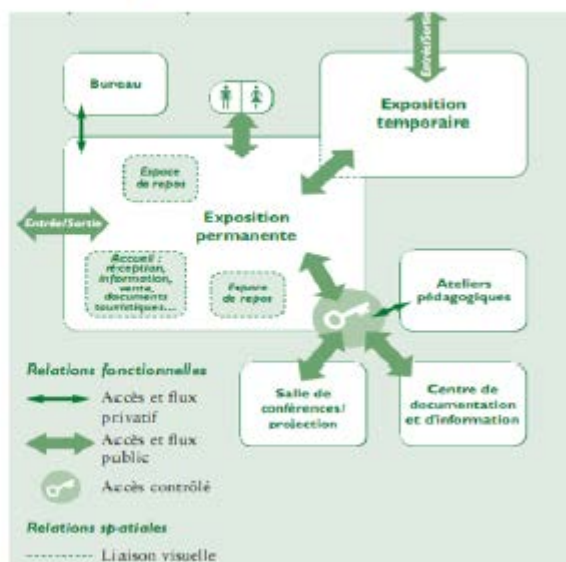 Entrée/Sortie
Bureau
Exposition
temporaire
Espace
de repos
Exposition
permanente
Entrée/Sortie
Accueil :
réception,
information,
vente,
documents
touristiques...
Espace
de repos
Ateliers
pédagogiques
Salle de
conférences/
projection
Centre de
documentation
et d'information
Relations fonctionnelles
Accès et flux
privatif
Accès et flux
public
Accès contrôlé
Relations spatiales
Liaison visuelle